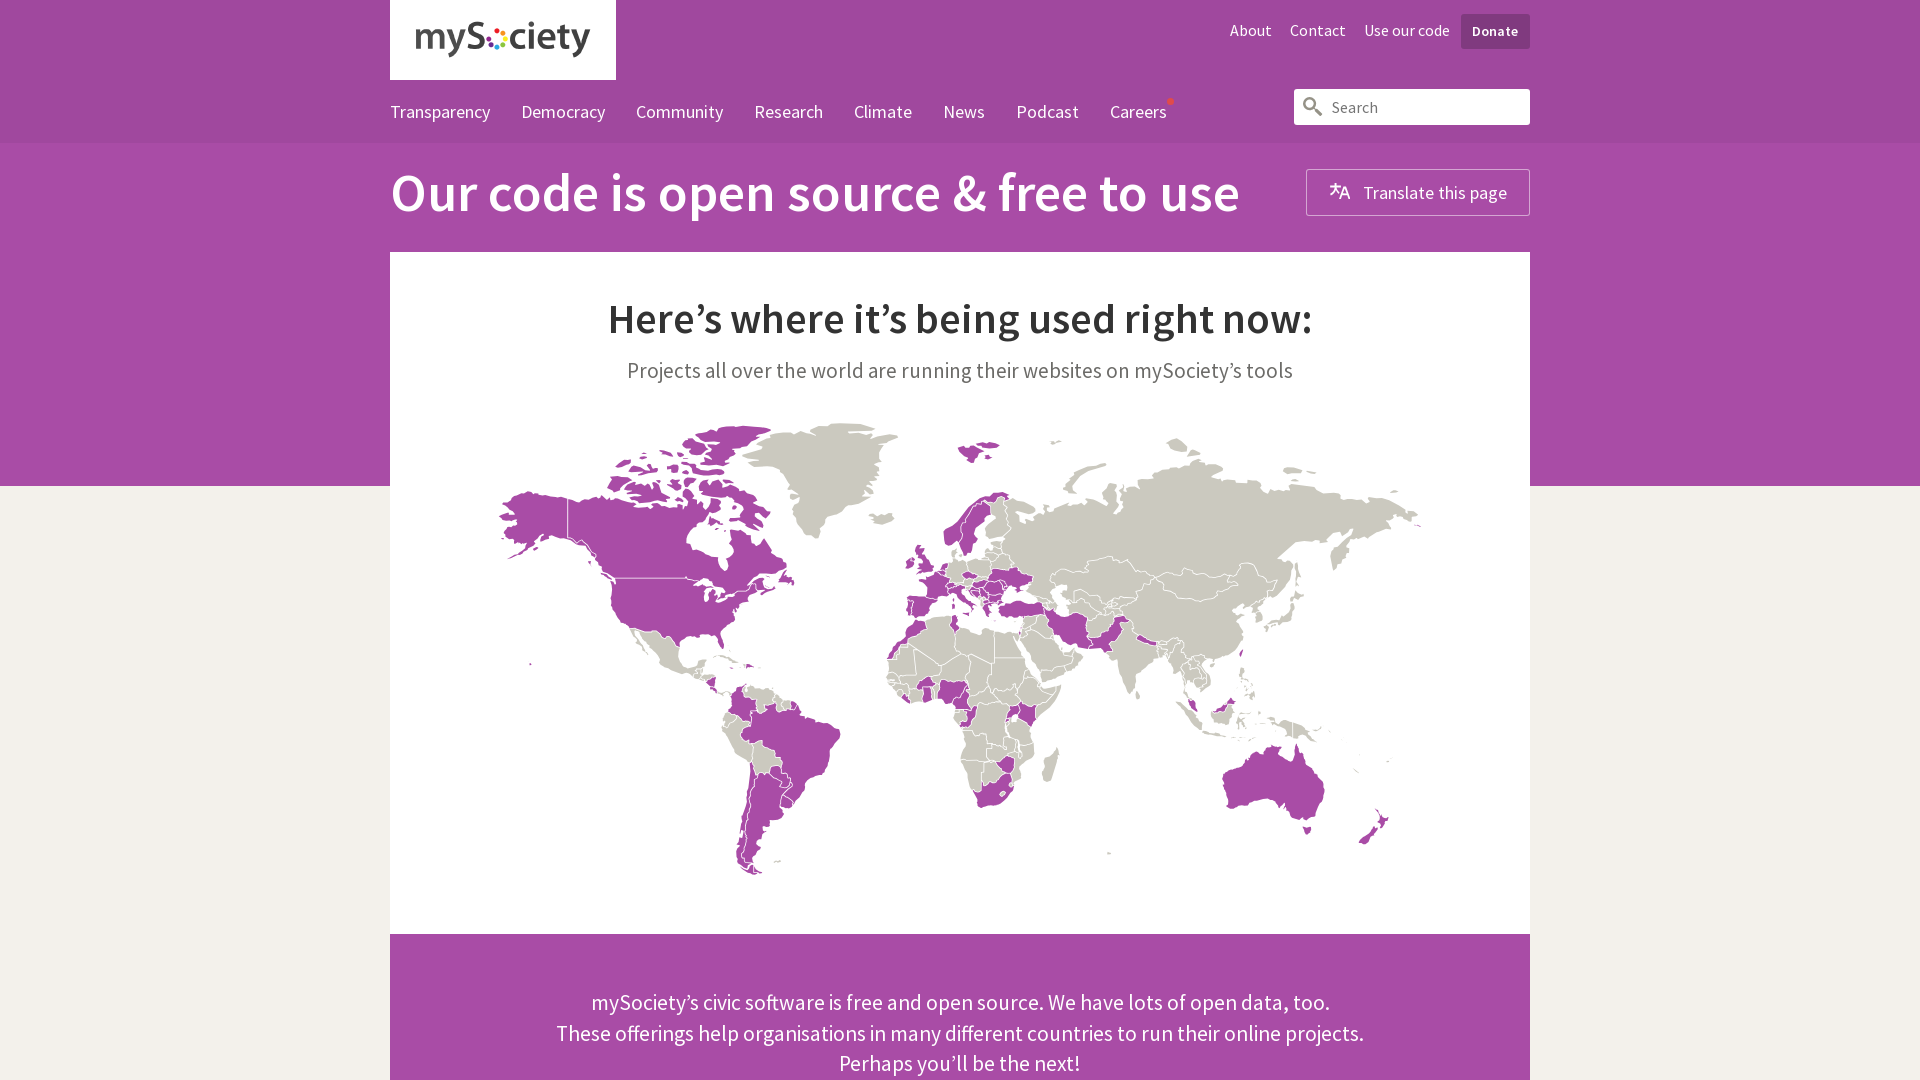 mySociety
About
Contact
Use our code
Donate
Transparency
Democracy
Community
Research
Climate
News
Podcast
Careers
Search
Our code is open source & free to use
Translate this page
Here’s where it’s being used right now:
Projects all over the world are running their websites on mySociety’s tools
mySociety’s civic software is free and open source. We have lots of open data, too.
These offerings help organisations in many different countries to run their online projects.
Perhaps you’ll be the next!